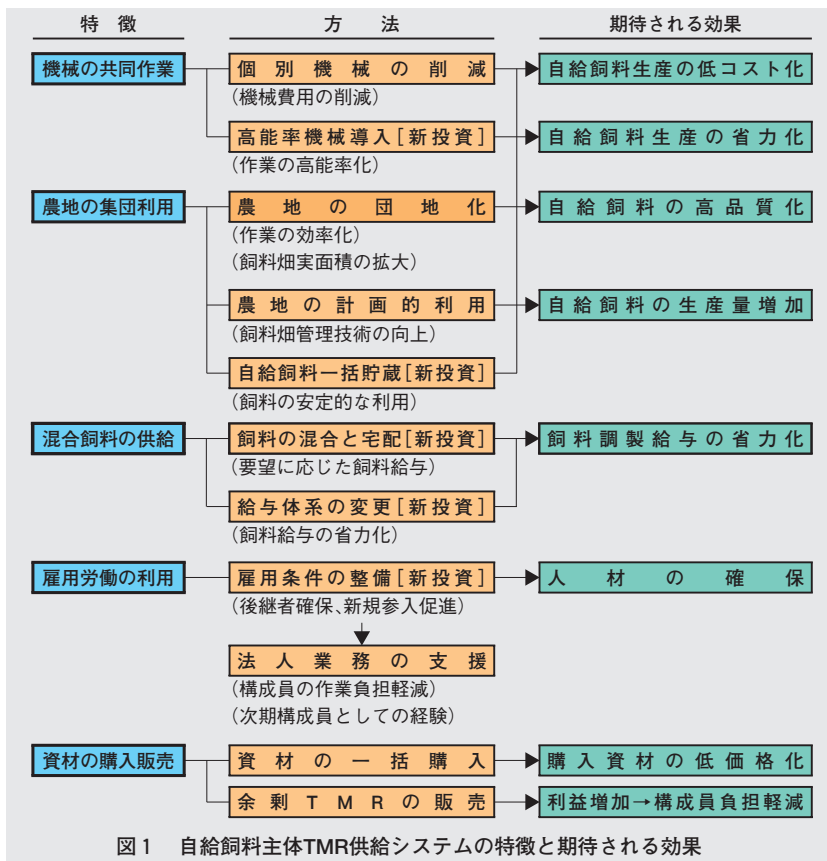 特徴 方法 期待される効果
機械の共同作業 個別機械の削減 自給飼料生産の低コスト化
(機械費用の削減)
高能率機械導入[新投資] 自給飼料生産の省力化
(作業の高能率化)
農地の集団利用 農地の団地化 自給飼料の高品質化
(作業の効率化)
(飼料畑実面積の拡大)
農地の計画的利用 自給飼料の生産量増加
(飼料畑管理技術の向上)
自給飼料一括貯蔵[新投資]
(飼料の安定的な利用)
混合飼料の供給 飼料の混合と宅配[新投資] 飼料調製給与の省力化
(要望に応じた飼料給与)
給与体系の変更[新投資]
(飼料給与の省力化)
雇用労働の利用 雇用条件の整備[新投資] 人材の確保
(後継者確保、新規参入促進)
法人業務の支援
(構成員の作業負担軽減)
(次期構成員としての経験)
資材の購入販売 資材の一括購入 購入資材の低価格化
余剰TMRの販売 利益増加→構成員負担軽減
図1 自給飼料主体TMR供給システムの特徴と期待される効果